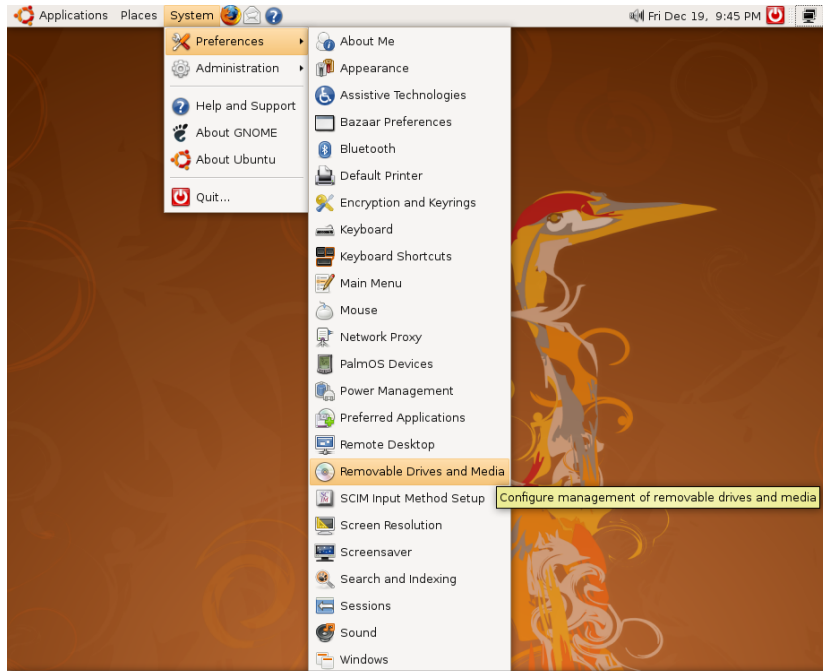 Applications Places System Fri Dec 19, 9:45 PM
Preferences
Administration
Help and Support
About GNOME
About Ubuntu
Quit...
About Me
Appearance
Assistive Technologies
Bazaar Preferences
Bluetooth
Default Printer
Encryption and Keyrings
Keyboard
Keyboard Shortcuts
Main Menu
Mouse
Network Proxy
PalmOS Devices
Power Management
Preferred Applications
Remote Desktop
Removable Drives and Media
SCIM Input Method Setup
Configure management of removable drives and media
Screen Resolution
Screensaver
Search and Indexing
Sessions
Sound
Windows